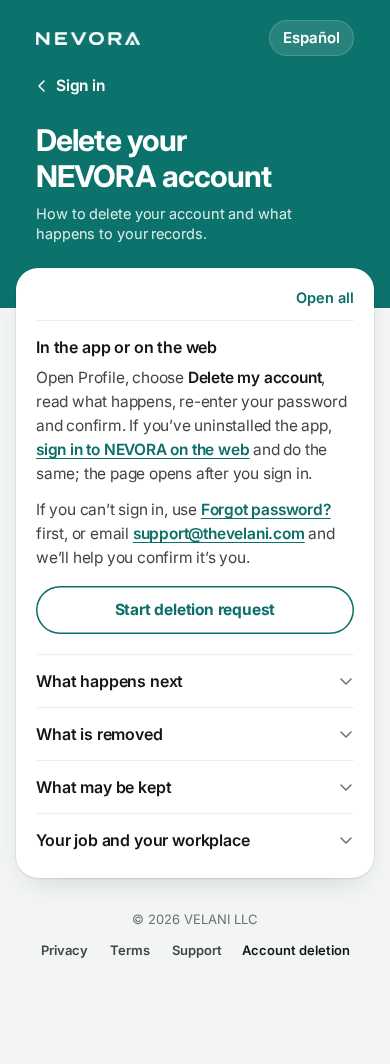 NEVORA
Español
Sign in
Delete your
NEVORA account
How to delete your account and what
happens to your records.
Open all
In the app or on the web
Open Profile, choose Delete my account,
read what happens, re-enter your password
and confirm. If you’ve uninstalled the app,
sign in to NEVORA on the web and do the
same; the page opens after you sign in.
If you can’t sign in, use Forgot password?
first, or email support@thevelani.com and
we’ll help you confirm it’s you.
Start deletion request
What happens next
What is removed
What may be kept
Your job and your workplace
© 2026 VELANI LLC
Privacy Terms Support Account deletion